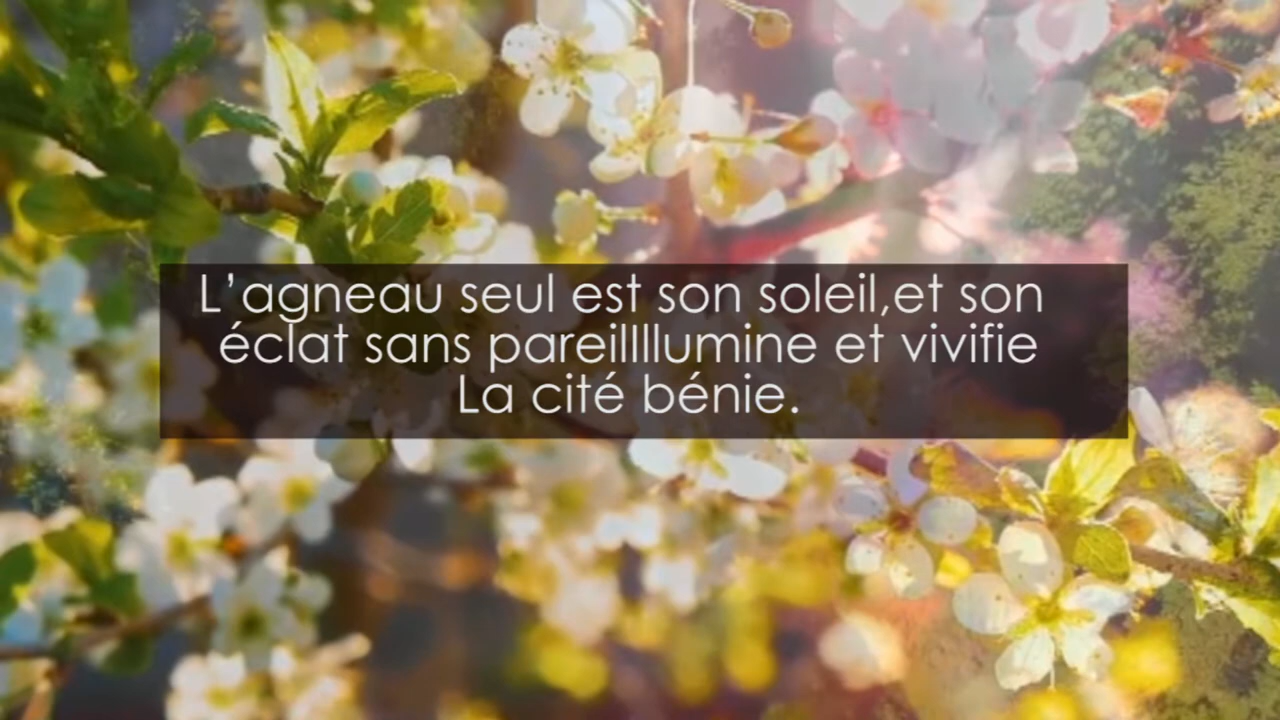 L’agneau seul est son soleil,et son
éclat sans pareilIllumine et vivifie
La cité bénie.